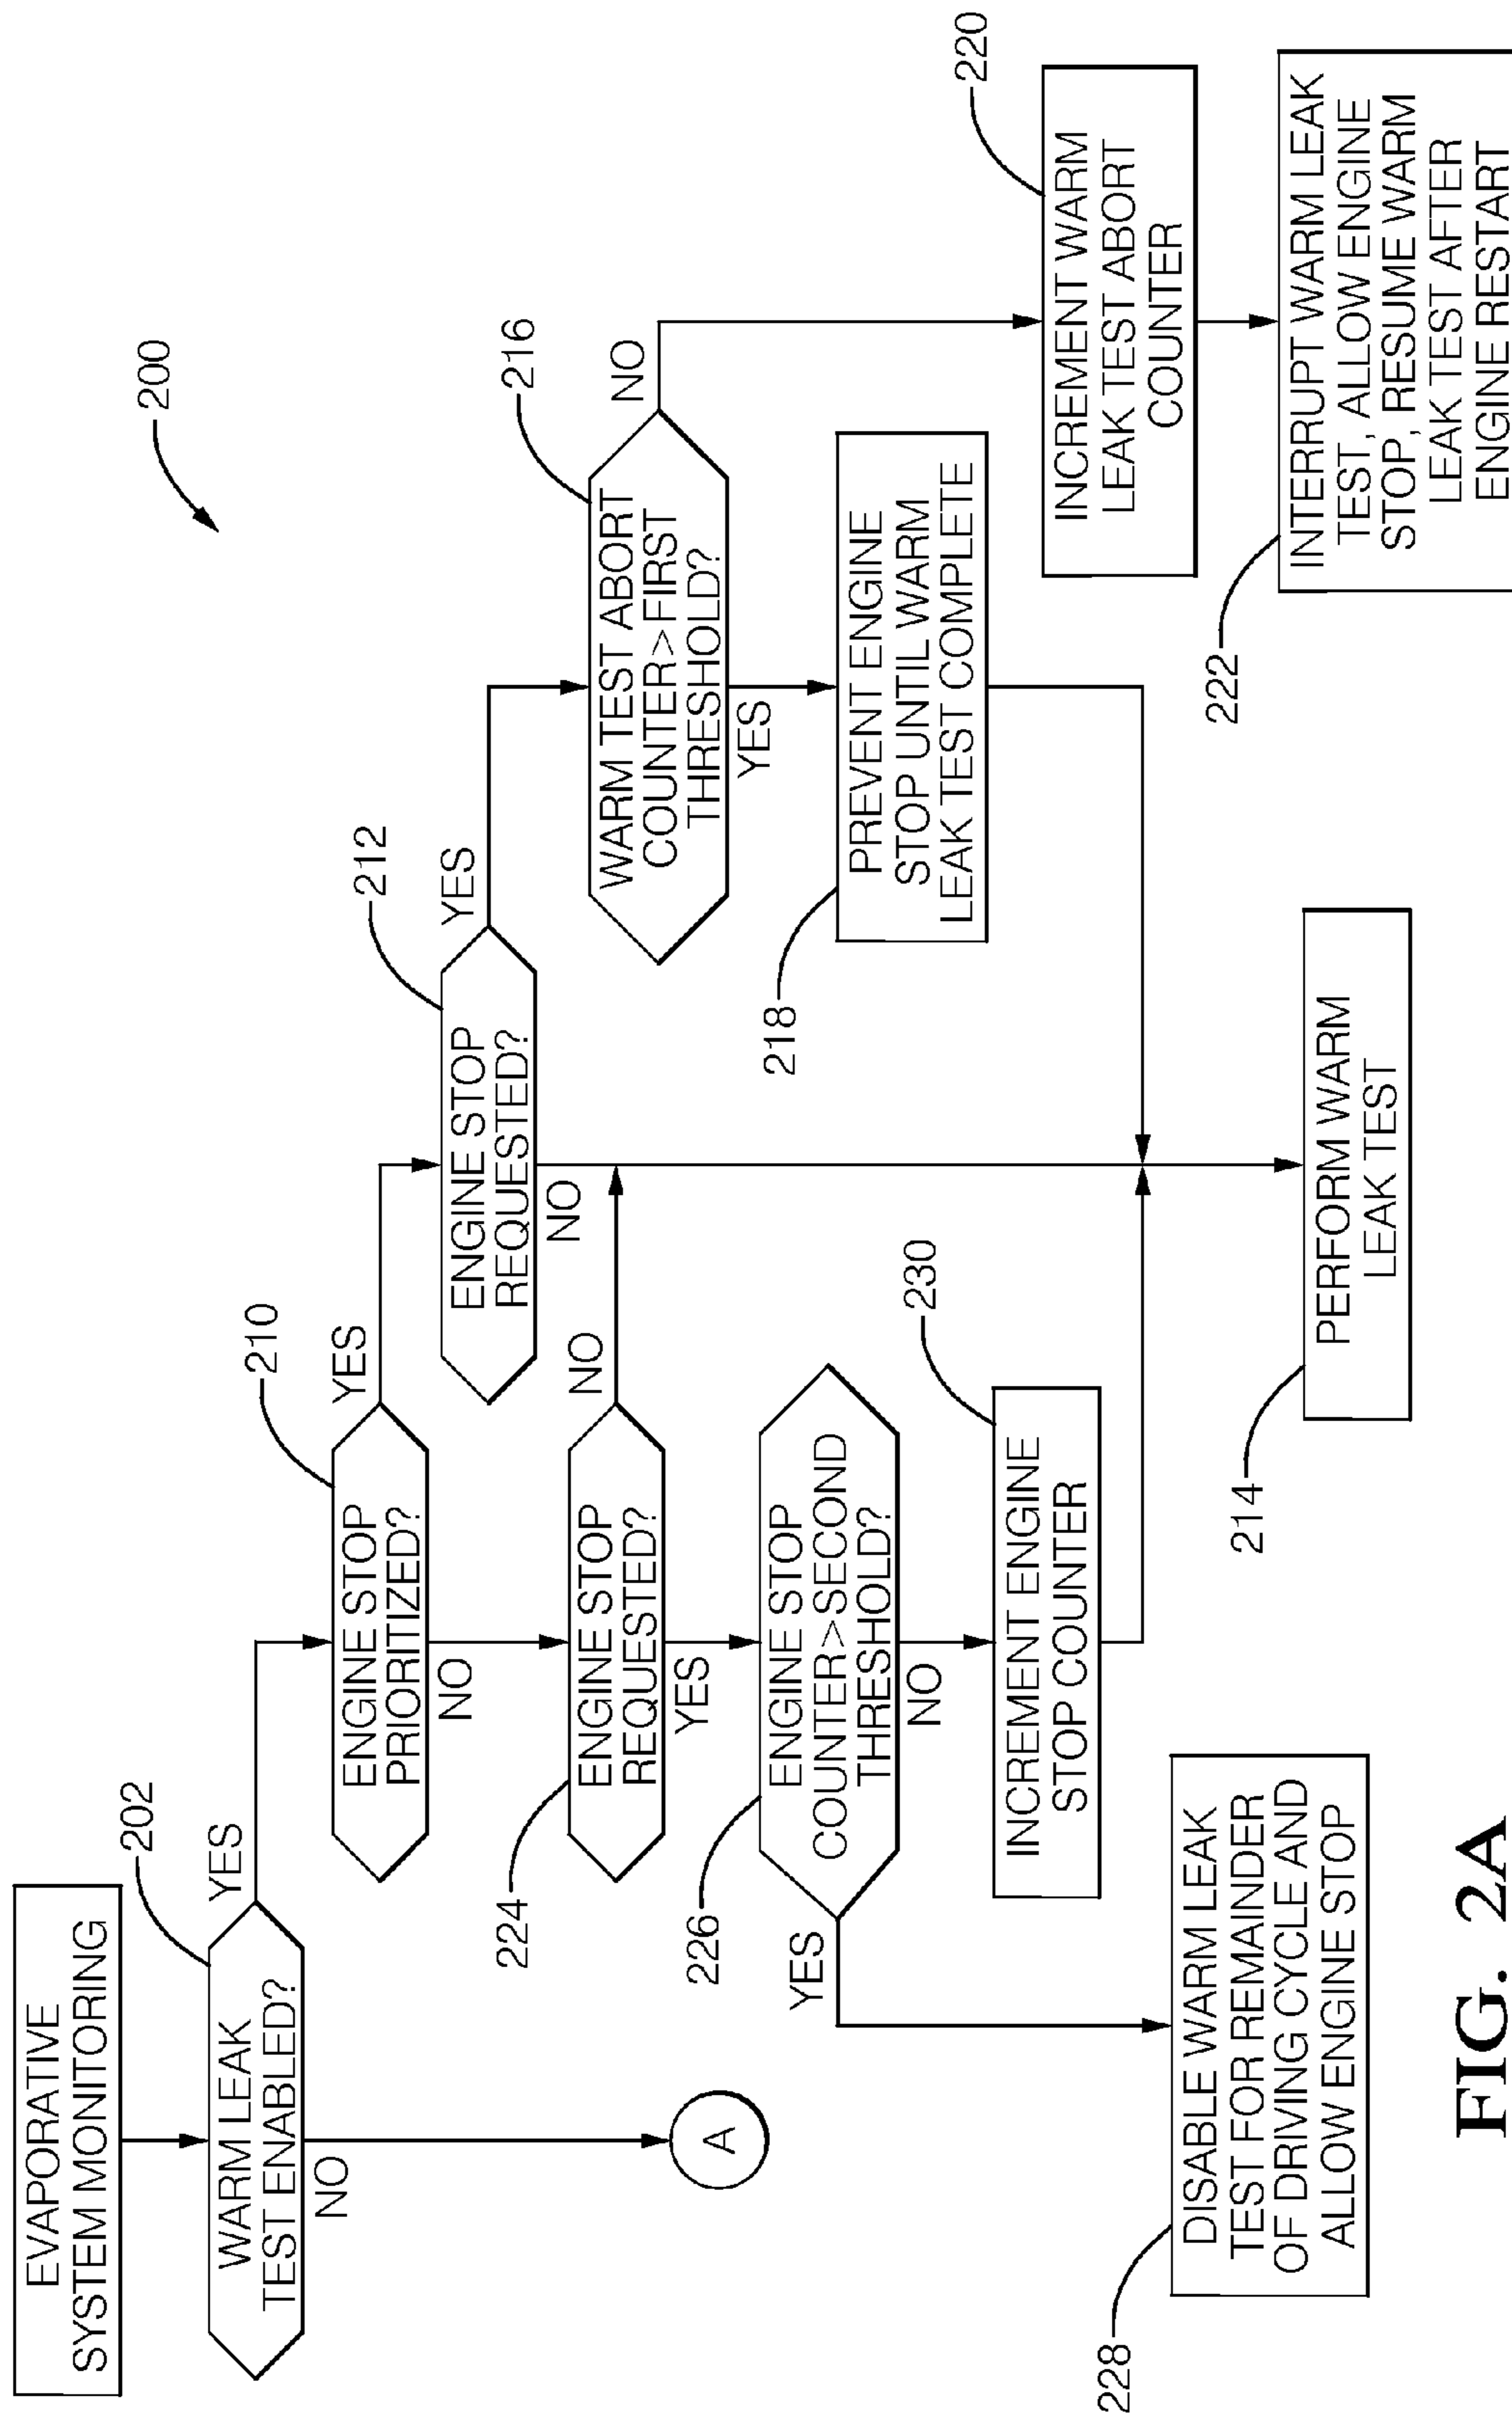 200
EVAPORATIVE
SYSTEM MONITORING
202
WARM LEAK
TEST ENABLED?
YES
NO
A
210
ENGINE STOP
PRIORITIZED?
YES
NO
212
ENGINE STOP
REQUESTED?
YES
NO
224
ENGINE STOP
REQUESTED?
NO
YES
216
WARM TEST ABORT
COUNTER>FIRST
THRESHOLD?
NO
YES
226
ENGINE STOP
COUNTER>SECOND
THRESHOLD?
YES
NO
218
PREVENT ENGINE
STOP UNTIL WARM
LEAK TEST COMPLETE
230
INCREMENT ENGINE
STOP COUNTER
220
INCREMENT WARM
LEAK TEST ABORT
COUNTER
228
DISABLE WARM LEAK
TEST FOR REMAINDER
OF DRIVING CYCLE AND
ALLOW ENGINE STOP
214
PERFORM WARM
LEAK TEST
222
INTERRUPT WARM LEAK
TEST, ALLOW ENGINE
STOP, RESUME WARM
LEAK TEST AFTER
ENGINE RESTART
FIG. 2A